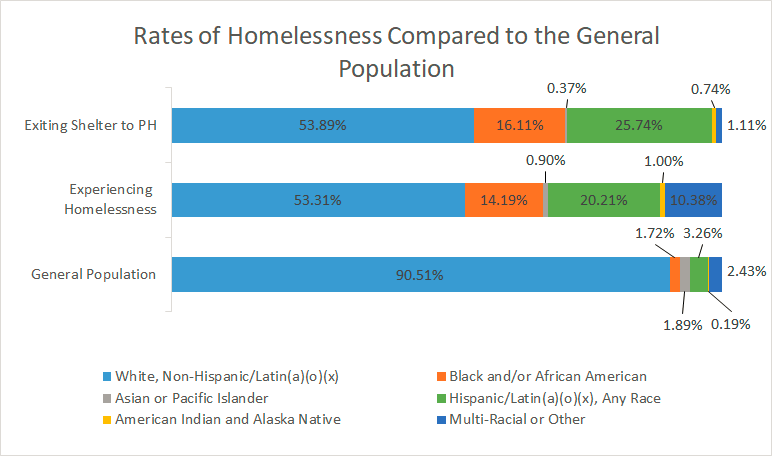 Rates of Homelessness Compared to the General
Population
0.37%
0.74%
Exiting Shelter to PH
53.89%
16.11%
25.74%
1.11%
0.90%
1.00%
Experiencing
Homelessness
53.31%
14.19%
20.21%
10.38%
1.72%
3.26%
General Population
90.51%
2.43%
1.89%
0.19%
White, Non-Hispanic/Latin(a)(o)(x)
Black and/or African American
Asian or Pacific Islander
Hispanic/Latin(a)(o)(x), Any Race
American Indian and Alaska Native
Multi-Racial or Other